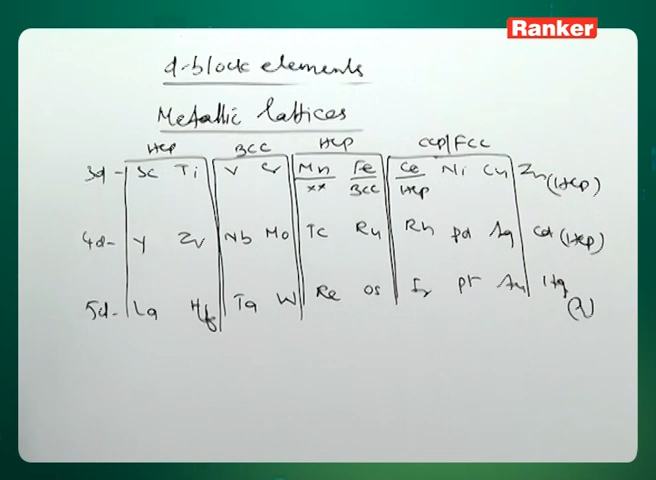 Ranker
d-block elements
Metallic lattices
HCP BCC HCP CCP/FCC
3d- Sc Ti V Cr Mn Fe Co Ni Cu Zn (HCP)
xx BCC HCP
4d- Y Zr Nb Mo Tc Ru Rh Pd Ag Cd (HCP)
5d- La Hf Ta W Re Os Ir Pt Au Hg
(l)